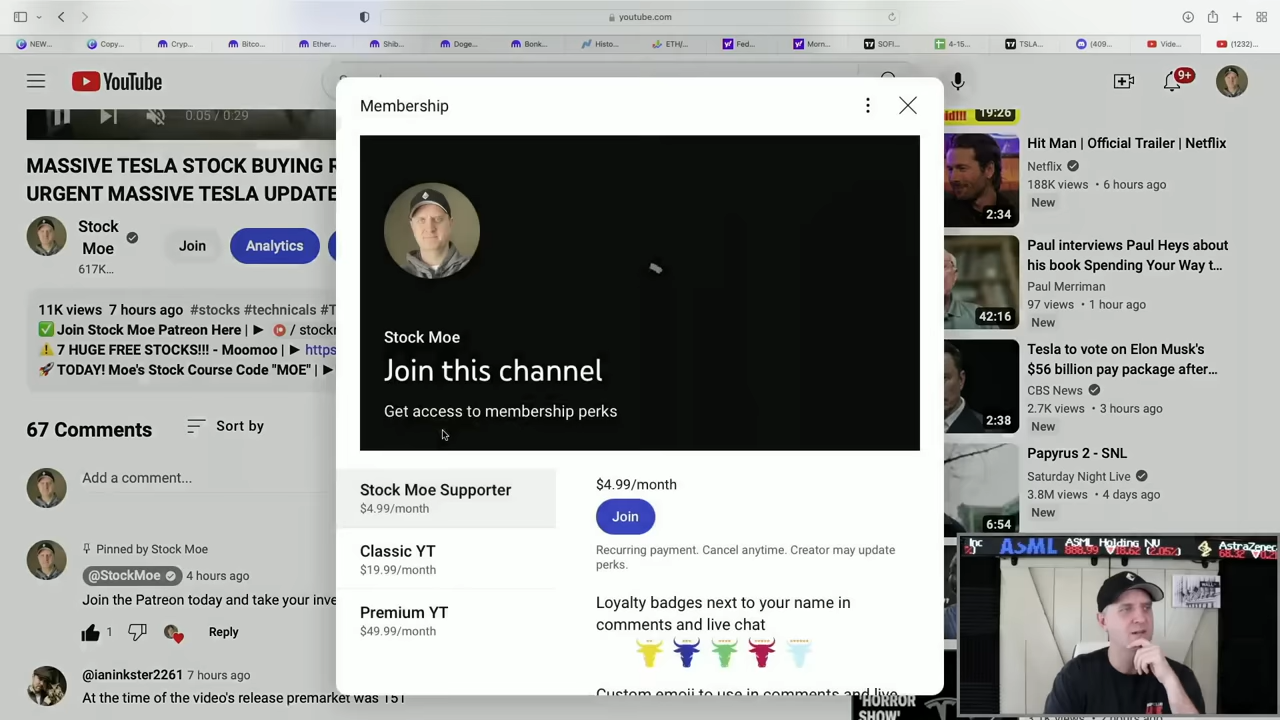 youtube.com
NEW...
Copy...
Cryp...
Bitco...
Ether...
Shib...
Doge...
Bonk...
Histo...
ETH/...
Fed...
Morn...
SOFI...
4-15...
TSLA...
(409...
Vide...
(1232)...
YouTube
9+
0:05 / 0:29
MASSIVE TESLA STOCK BUYING
URGENT MASSIVE TESLA UPDATE
Stock
Moe
617K...
Join
Analytics
11K views 7 hours ago #stocks #technicals
Join Stock Moe Patreon Here | ►
7 HUGE FREE STOCKS!!! - Moomoo | ► https
TODAY! Moe's Stock Course Code "MOE" | ►
67 Comments
Sort by
Add a comment...
Pinned by Stock Moe
@StockMoe 4 hours ago
Join the Patreon today and take your inve
1
Reply
@ianinkster2261 7 hours ago
At the time of the video's release premarket was 151
Membership
Stock Moe
Join this channel
Get access to membership perks
Stock Moe Supporter
$4.99/month
Classic YT
$19.99/month
Premium YT
$49.99/month
$4.99/month
Join
Recurring payment. Cancel anytime. Creator may update
perks.
Loyalty badges next to your name in
comments and live chat
Custom emoji to use in comments and live
19:26
Hit Man | Official Trailer | Netflix
Netflix
188K views • 6 hours ago
New
2:34
Paul interviews Paul Heys about
his book Spending Your Way t...
Paul Merriman
97 views • 1 hour ago
New
42:16
Tesla to vote on Elon Musk's
$56 billion pay package after...
CBS News
2.7K views • 3 hours ago
New
2:38
Papyrus 2 - SNL
Saturday Night Live
3.8M views • 4 days ago
New
6:54
Inc
ASML
ASML Holding NV
AstraZenec
'HORROR
SHOW'